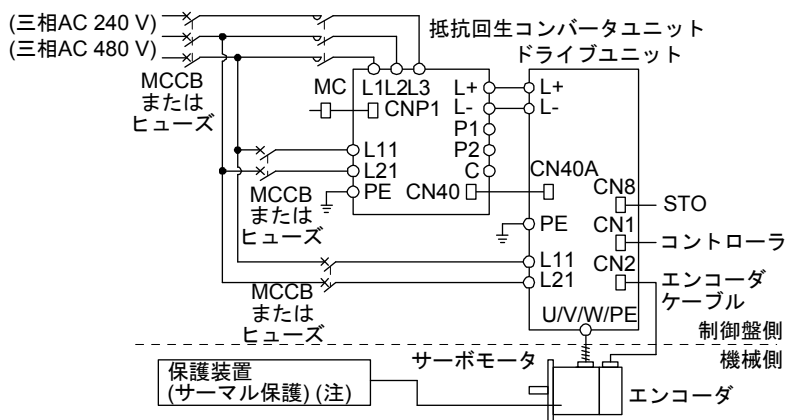 (三相AC 240 V)
(三相AC 480 V)
抵抗回生コンバータユニット
ドライブユニット
MCCB
または
ヒューズ
MC
L1L2L3
CNP1
L+
L-
P1
P2
C
L11
L21
PE
CN40
L+
L-
CN40A
CN8
STO
CN1
コントローラ
CN2
エンコーダ
ケーブル
PE
L11
L21
U/V/W/PE
MCCB
または
ヒューズ
MCCB
または
ヒューズ
制御盤側
機械側
サーボモータ
保護装置
(サーマル保護) (注)
エンコーダ